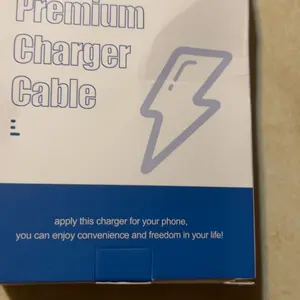 Premium
Charger
Cable
apply this charger for your phone,
you can enjoy convenience and freedom in your life!